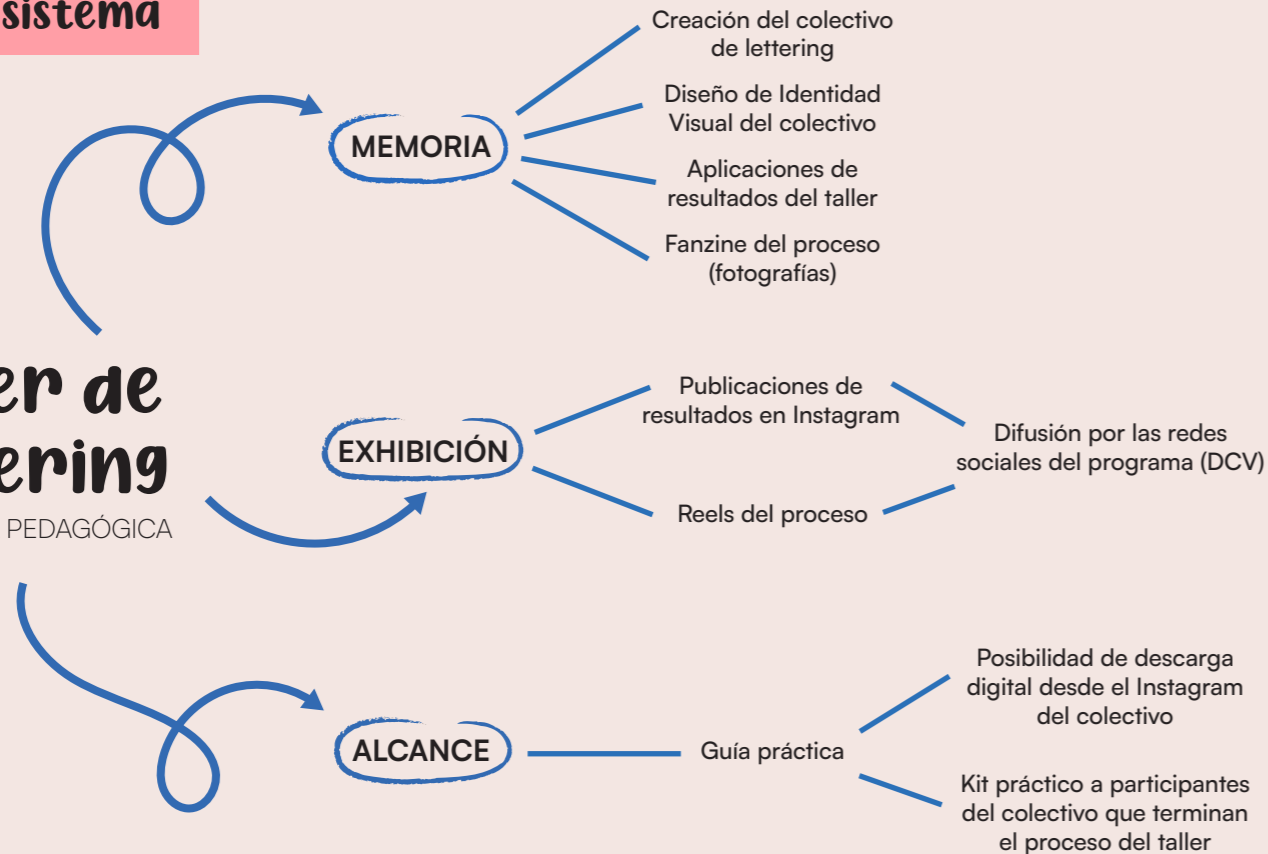 sistema
MEMORIA
Creación del colectivo
de lettering
Diseño de Identidad
Visual del colectivo
Aplicaciones de
resultados del taller
Fanzine del proceso
(fotografías)
er de
ering
PEDAGÓGICA
EXHIBICIÓN
Publicaciones de
resultados en Instagram
Reels del proceso
Difusión por las redes
sociales del programa (DCV)
ALCANCE
Guía práctica
Posibilidad de descarga
digital desde el Instagram
del colectivo
Kit práctico a participantes
del colectivo que terminan
el proceso del taller